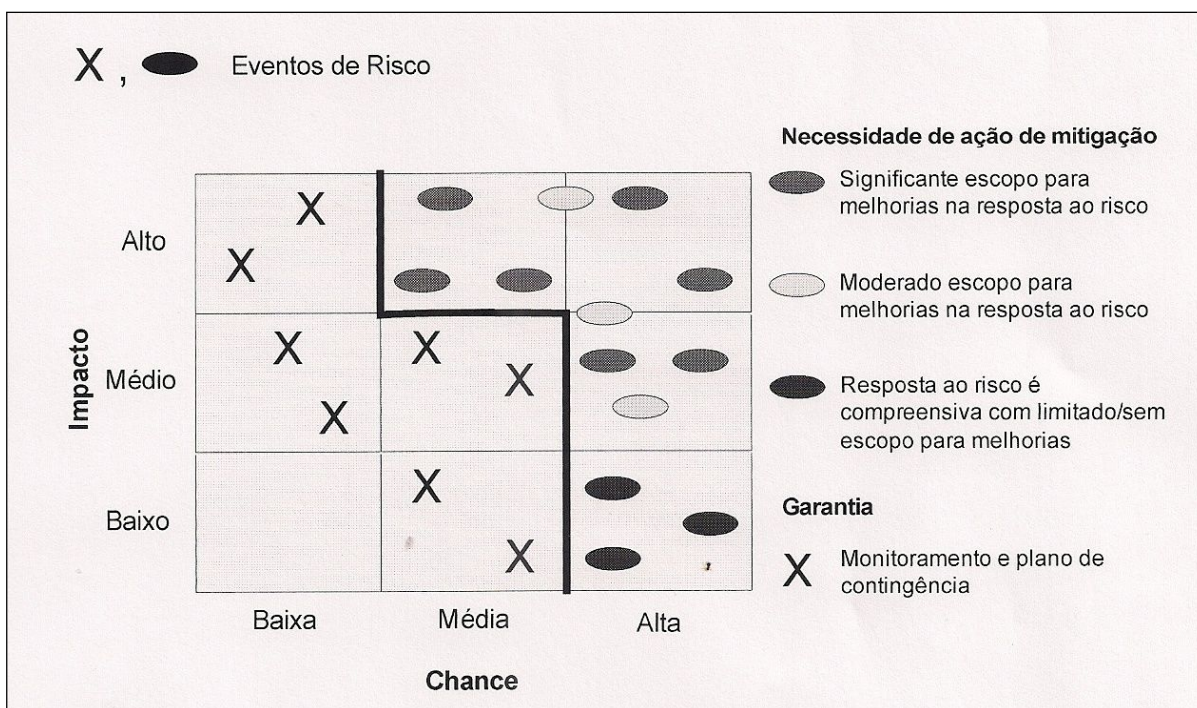 X , Eventos de Risco
Necessidade de ação de mitigação
Significante escopo para
melhorias na resposta ao risco
Moderado escopo para
melhorias na resposta ao risco
Resposta ao risco é
compreensiva com limitado/sem
escopo para melhorias
Garantia
X Monitoramento e plano de
contingência
Impacto
Alto
X
X
Médio
X X
X
X
Baixo
X
X
Baixa Média Alta
Chance